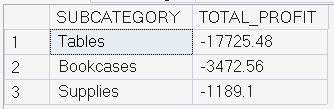 SUBCATEGORY TOTAL_PROFIT
1 Tables -17725.48
2 Bookcases -3472.56
3 Supplies -1189.1